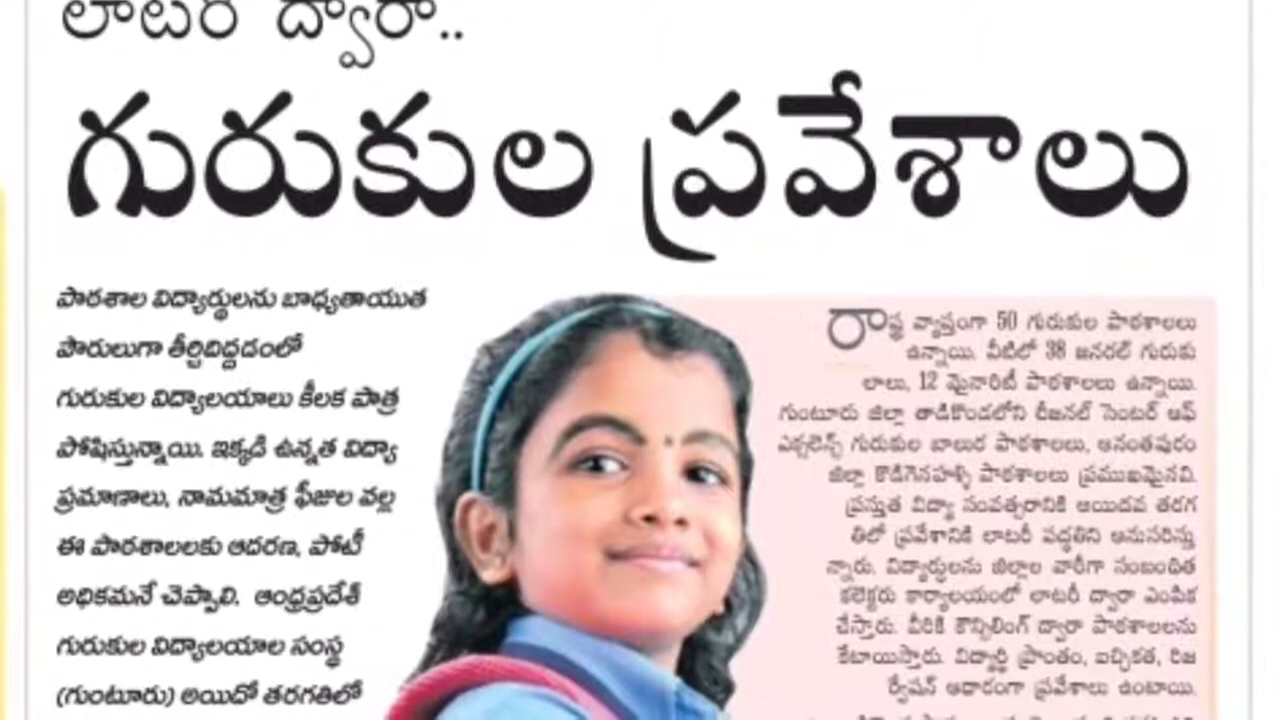 లాటరీ ద్వారా..
గురుకుల ప్రవేశాలు
పాఠశాల విద్యార్థులను బాధ్యతాయుత
పౌరులుగా తీర్చిదిద్దడంలో
గురుకుల విద్యాలయాలు కీలక పాత్ర
పోషిస్తున్నాయి. ఇక్కడి ఉన్నత విద్యా
ప్రమాణాలు, నామమాత్ర ఫీజుల వల్ల
ఈ పాఠశాలలకు ఆదరణ, పోటీ
అధికమనే చెప్పాలి. ఆంధ్రప్రదేశ్
గురుకుల విద్యాలయాల సంస్థ
(గుంటూరు) అయిదో తరగతిలో
రాష్ట్ర వ్యాప్తంగా 50 గురుకుల పాఠశాలలు
ఉన్నాయి. వీటిలో 38 జనరల్ గురుకు
లాలు, 12 మైనారిటీ పాఠశాలలు ఉన్నాయి.
గుంటూరు జిల్లా తాడికొండలోని రీజనల్ సెంటర్ ఆఫ్
ఎక్సలెన్స్ గురుకుల బాలుర పాఠశాలలు, అనంతపురం
జిల్లా కొడిగెనహళ్ళి పాఠశాలలు ప్రముఖమైనవి.
ప్రస్తుత విద్యా సంవత్సరానికి అయిదవ తరగ
తిలో ప్రవేశానికి లాటరీ పద్ధతిని అనుసరిస్తు
న్నారు. విద్యార్థులను జిల్లాల వారీగా సంబంధిత
కలెక్టరు కార్యాలయంలో లాటరీ ద్వారా ఎంపిక
చేస్తారు. వీరికి కౌన్సిలింగ్ ద్వారా పాఠశాలలను
కేటాయిస్తారు. విద్యార్థి ప్రాంతం, ఐచ్ఛికత, రిజ
ర్వేషన్ ఆధారంగా ప్రవేశాలు ఉంటాయి.